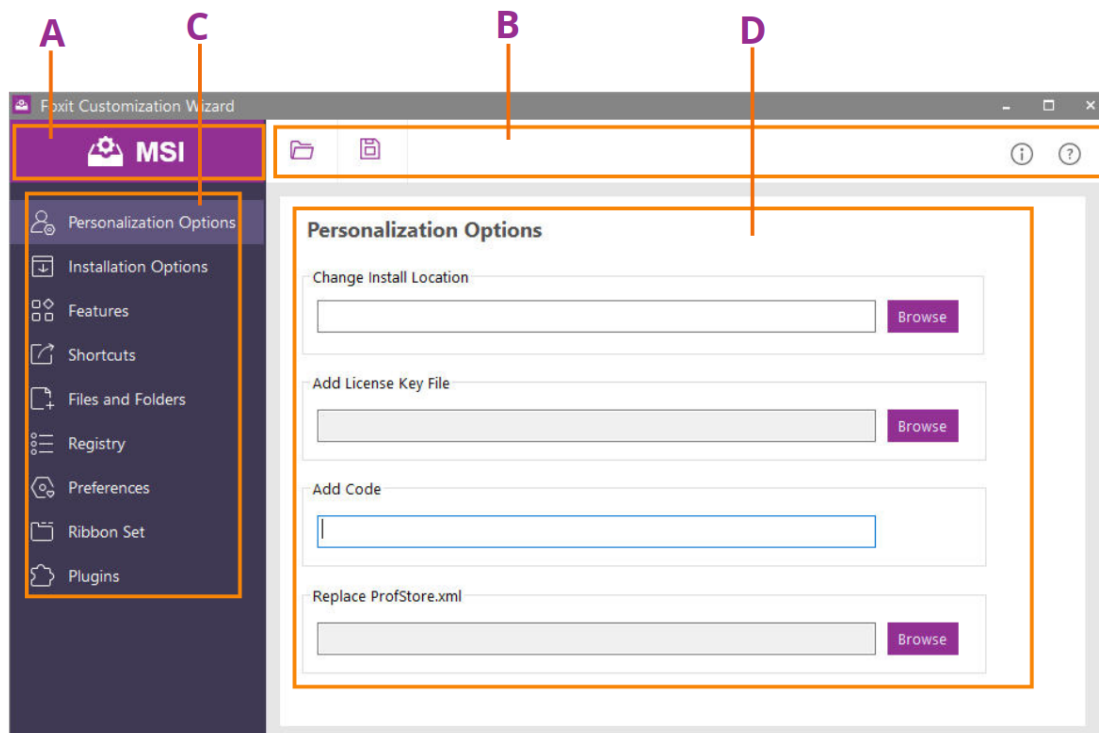 A
C
B
D
Foxit Customization Wizard
MSI
Personalization Options
Installation Options
Features
Shortcuts
Files and Folders
Registry
Preferences
Ribbon Set
Plugins
Personalization Options
Change Install Location
Browse
Add License Key File
Browse
Add Code
Replace ProfStore.xml
Browse